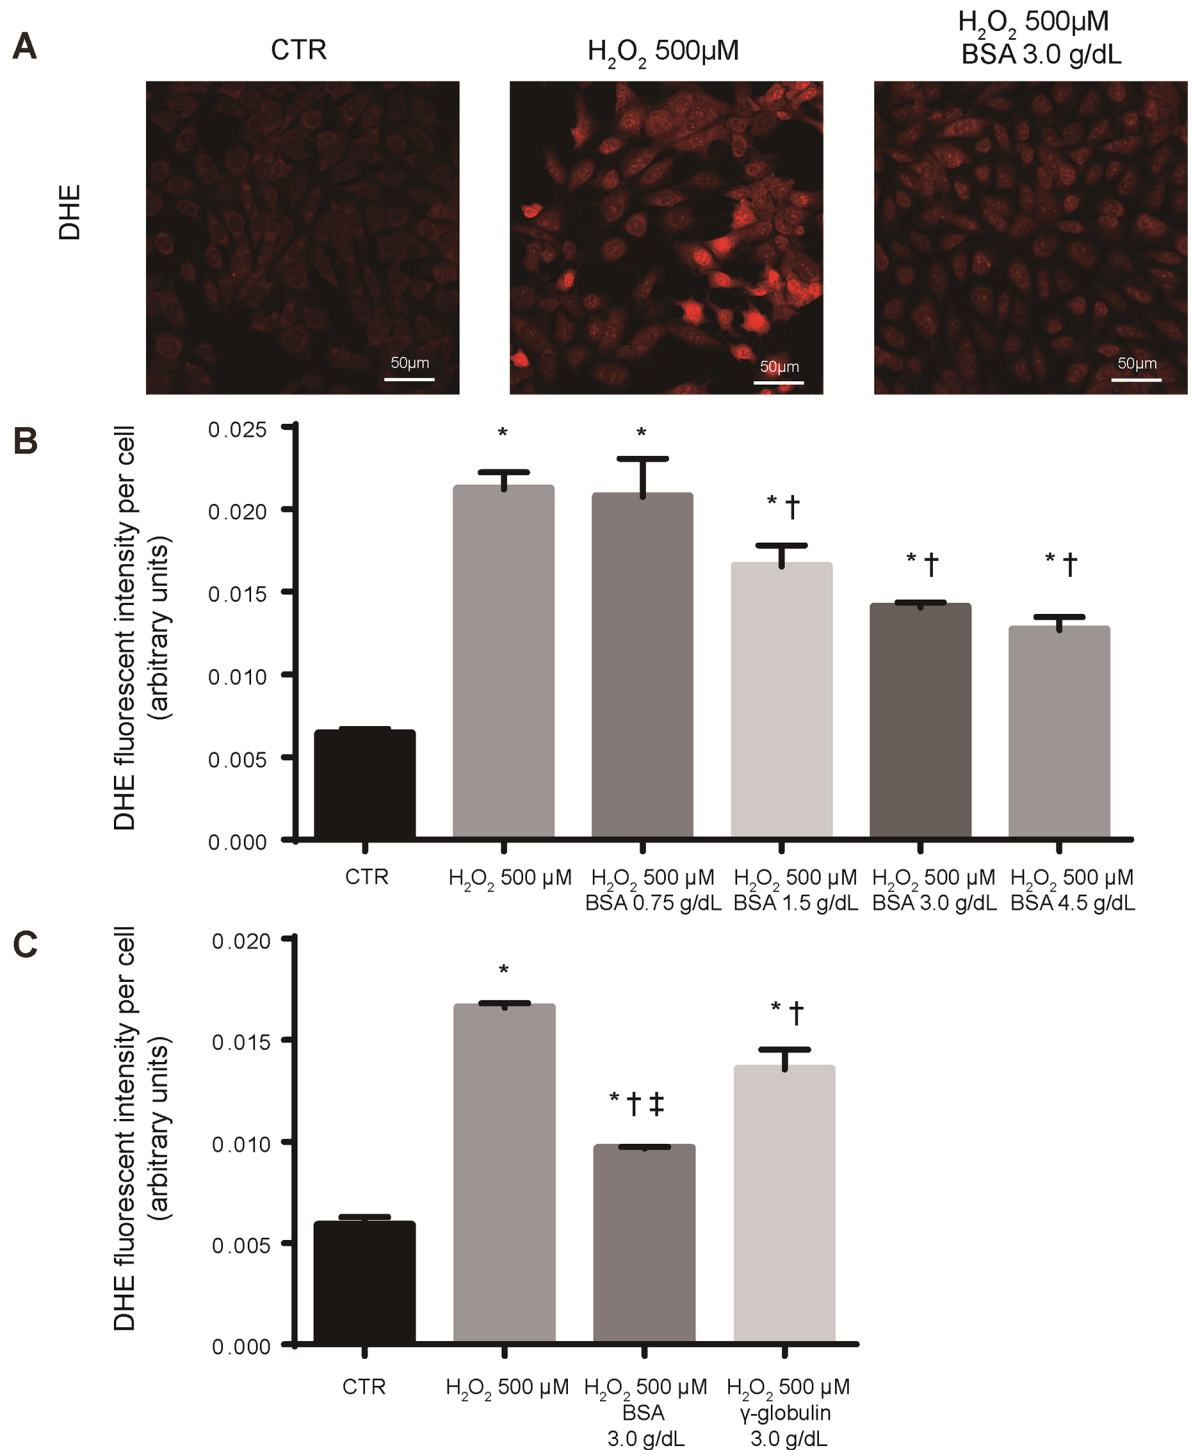 A
CTR
H2O2 500µM
H2O2 500µM
BSA 3.0 g/dL
DHE
50µm
50µm
50µm
B
DHE fluorescent intensity per cell
(arbitrary units)
0.025
0.020
0.015
0.010
0.005
0.000
*
*
* †
* †
* †
CTR
H2O2 500 µM
H2O2 500 µM
BSA 0.75 g/dL
H2O2 500 µM
BSA 1.5 g/dL
H2O2 500 µM
BSA 3.0 g/dL
H2O2 500 µM
BSA 4.5 g/dL
C
DHE fluorescent intensity per cell
(arbitrary units)
0.020
0.015
0.010
0.005
0.000
*
* † ‡
* †
CTR
H2O2 500 µM
H2O2 500 µM
BSA
3.0 g/dL
H2O2 500 µM
γ-globulin
3.0 g/dL